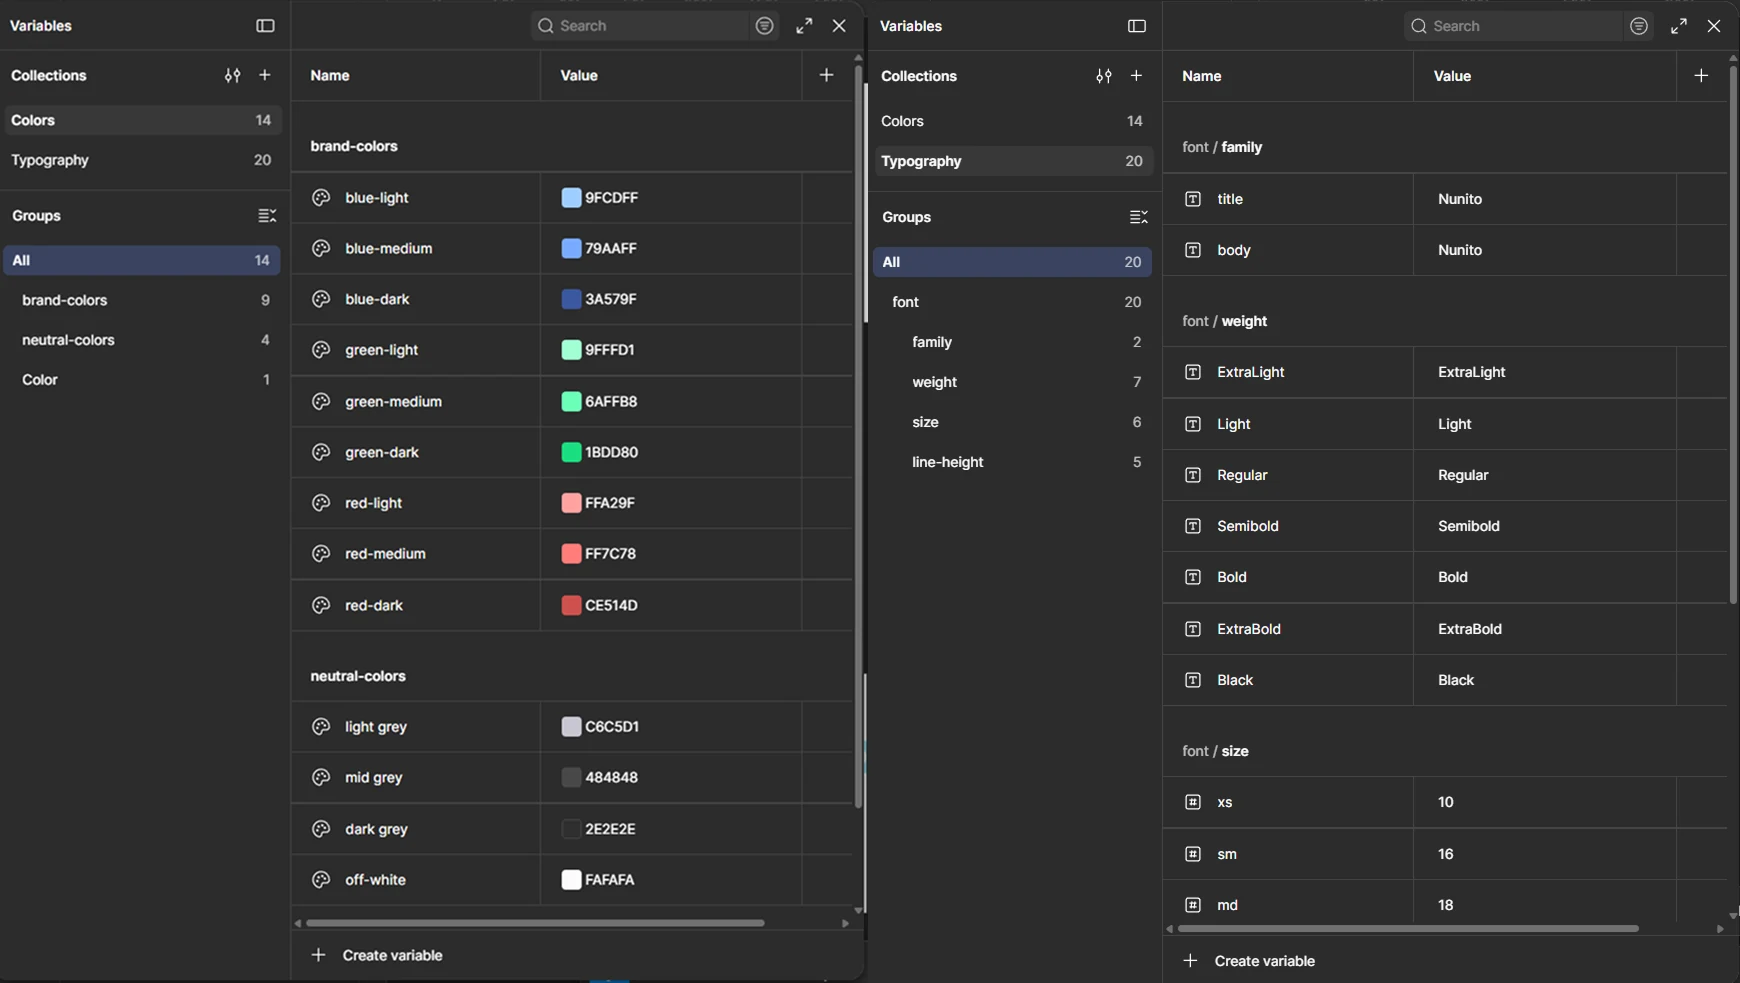 Variables
Search
Collections
Name
Value
Colors
14
Typography
20
brand-colors
Groups
All
14
brand-colors
9
neutral-colors
4
Color
1
blue-light
9FCDFF
blue-medium
79AAFF
blue-dark
3A579F
green-light
9FFFD1
green-medium
6AFFB8
green-dark
1BDD80
red-light
FFA29F
red-medium
FF7C78
red-dark
CE514D
neutral-colors
light grey
C6C5D1
mid grey
484848
dark grey
2E2E2E
off-white
FAFAFA
Create variable
Variables
Search
Collections
Name
Value
Colors
14
Typography
20
Groups
All
20
font
20
family
2
weight
7
size
6
line-height
5
font / family
title
Nunito
body
Nunito
font / weight
ExtraLight
ExtraLight
Light
Light
Regular
Regular
Semibold
Semibold
Bold
Bold
ExtraBold
ExtraBold
Black
Black
font / size
xs
10
sm
16
md
18
Create variable